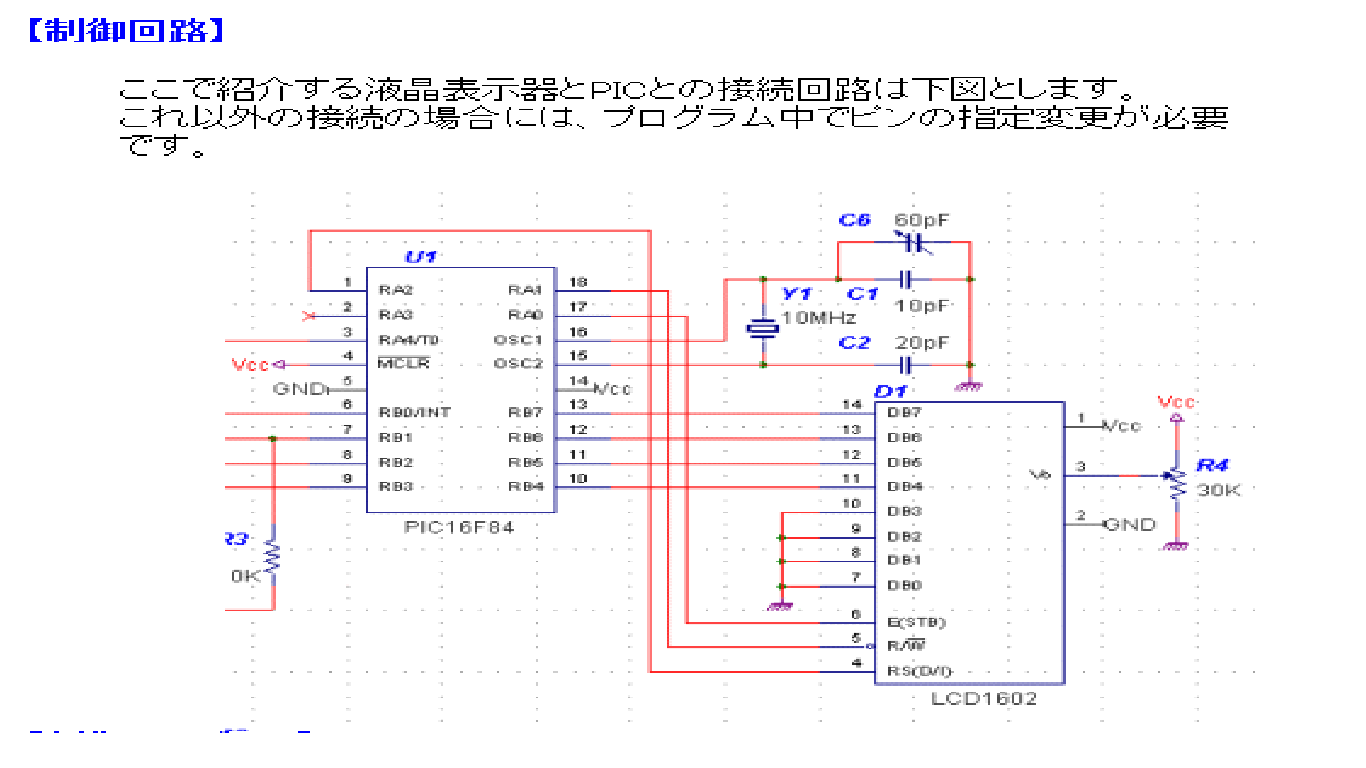 【制御回路】
ここで紹介する液晶表示器とPICとの接続回路は下図とします。
これ以外の接続の場合には、プログラム中でピンの指定変更が必要
です。
C6 60pF
U1
1 RA2 RA1 18
2 RA3 RA0 17
3 RA4/T0 OSC1 16
Vcc 4 MCLR OSC2 15
GND 5 14 Vcc
6 RB0/INT RB7 13
7 RB1 RB6 12
8 RB2 RB5 11
9 RB3 RB4 10
PIC16F84
Y1
10MHz
C1
10pF
C2 20pF
D1
14 DB7
13 DB6
12 DB5
11 DB4
10 DB3
9 DB2
8 DB1
7 DB0
6 E(STB)
5 R/W
4 RS(D/I)
1 Vcc
3
2 GND
LCD1602
Vcc
R4
30K
R3
0K